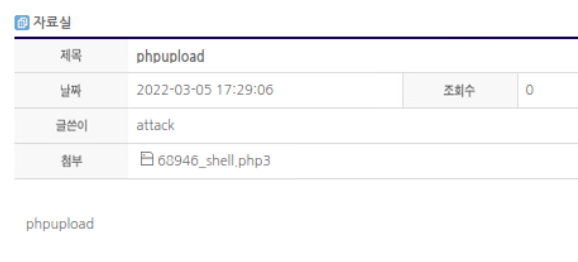 자료실
제목 phpupload
날짜 2022-03-05 17:29:06 조회수 0
글쓴이 attack
첨부 68946_shell.php3
phpupload